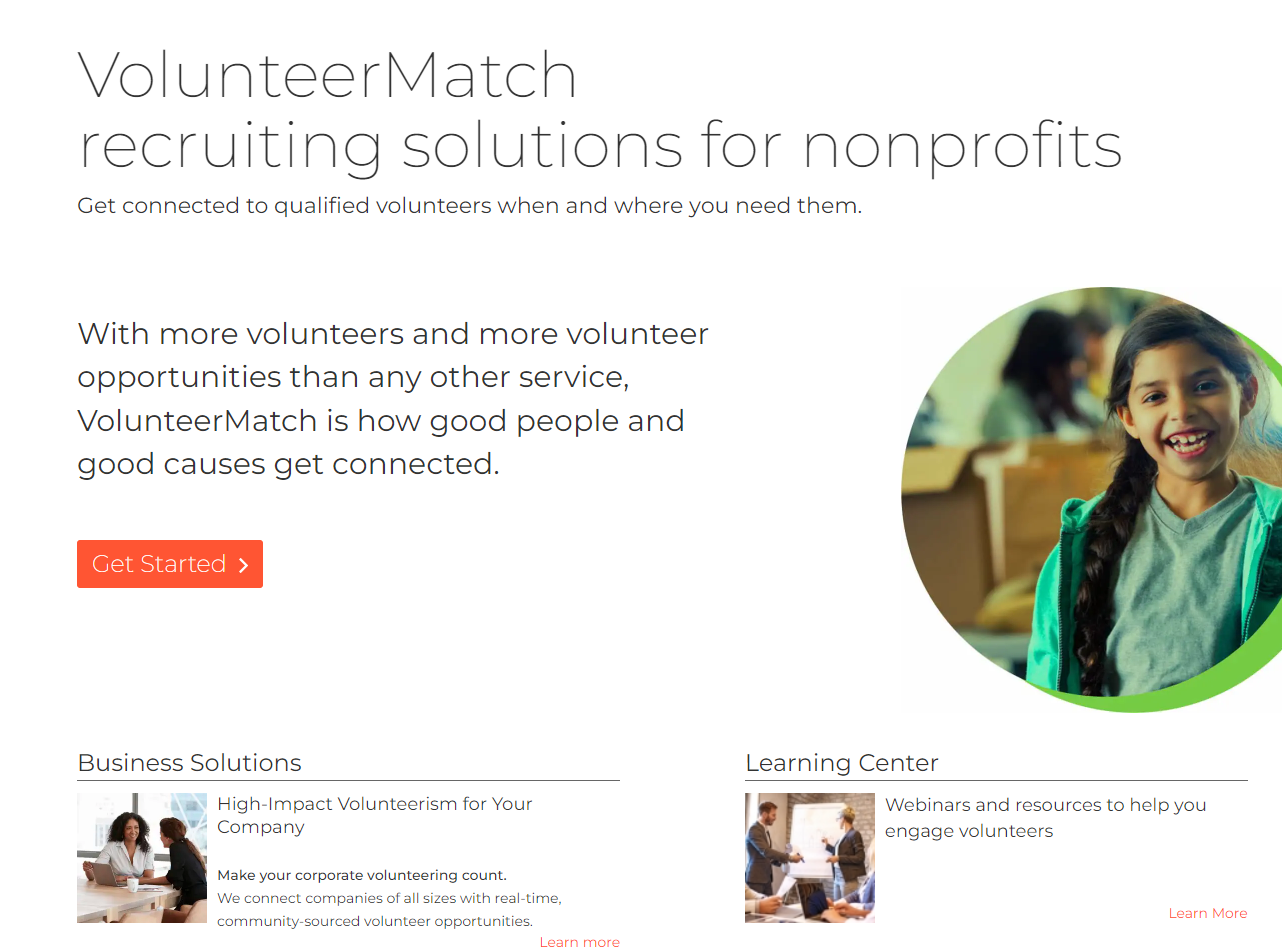 VolunteerMatch
recruiting solutions for nonprofits
Get connected to qualified volunteers when and where you need them.
With more volunteers and more volunteer
opportunities than any other service,
VolunteerMatch is how good people and
good causes get connected.
Get Started
Business Solutions
High-Impact Volunteerism for Your
Company
Make your corporate volunteering count.
We connect companies of all sizes with real-time,
community-sourced volunteer opportunities.
Learn more
Learning Center
Webinars and resources to help you
engage volunteers
Learn More